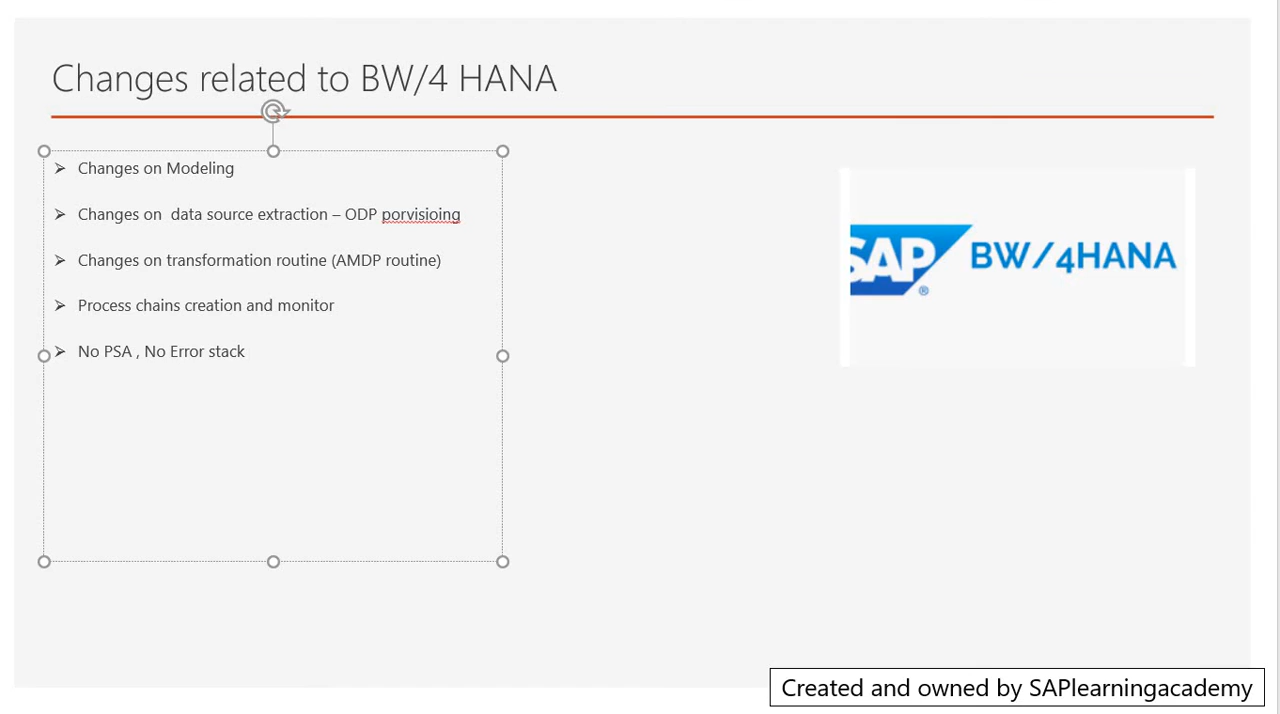 Changes related to BW/4 HANA
➢ Changes on Modeling
➢ Changes on  data source extraction – ODP porvisioing
➢ Changes on transformation routine (AMDP routine)
➢ Process chains creation and monitor
➢ No PSA , No Error stack
SAP® BW/4HANA
Created and owned by SAPlearningacademy